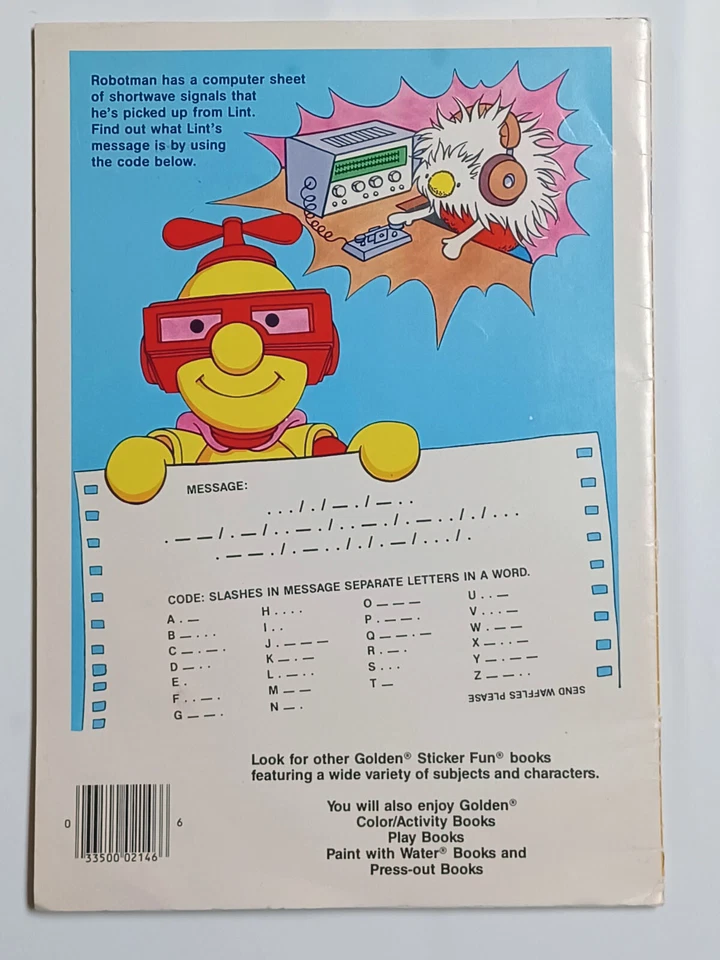 Robotman has a computer sheet
of shortwave signals that
he's picked up from Lint.
Find out what Lint's
message is by using
the code below.
MESSAGE:
. . . / . / — . / — . .
. — — / . — / . . — . / . . — . / . — . . / . / . . .
. — — . / . — . . / . / . — / . . . / .
CODE: SLASHES IN MESSAGE SEPARATE LETTERS IN A WORD.
A . —
B — . . .
C — . — .
D — . .
E .
F . . — .
G — — .
H . . . .
I . .
J . — — —
K — . —
L . — . .
M — —
N — .
O — — —
P . — — .
Q — — . —
R . — .
S . . .
T —
U . . —
V . . . —
W . — —
X — . . —
Y — . — —
Z — — . .
SEND WAFFLES PLEASE
Look for other Golden® Sticker Fun® books
featuring a wide variety of subjects and characters.
You will also enjoy Golden®
Color/Activity Books
Play Books
Paint with Water® Books and
Press-out Books
0 33500 02146 6